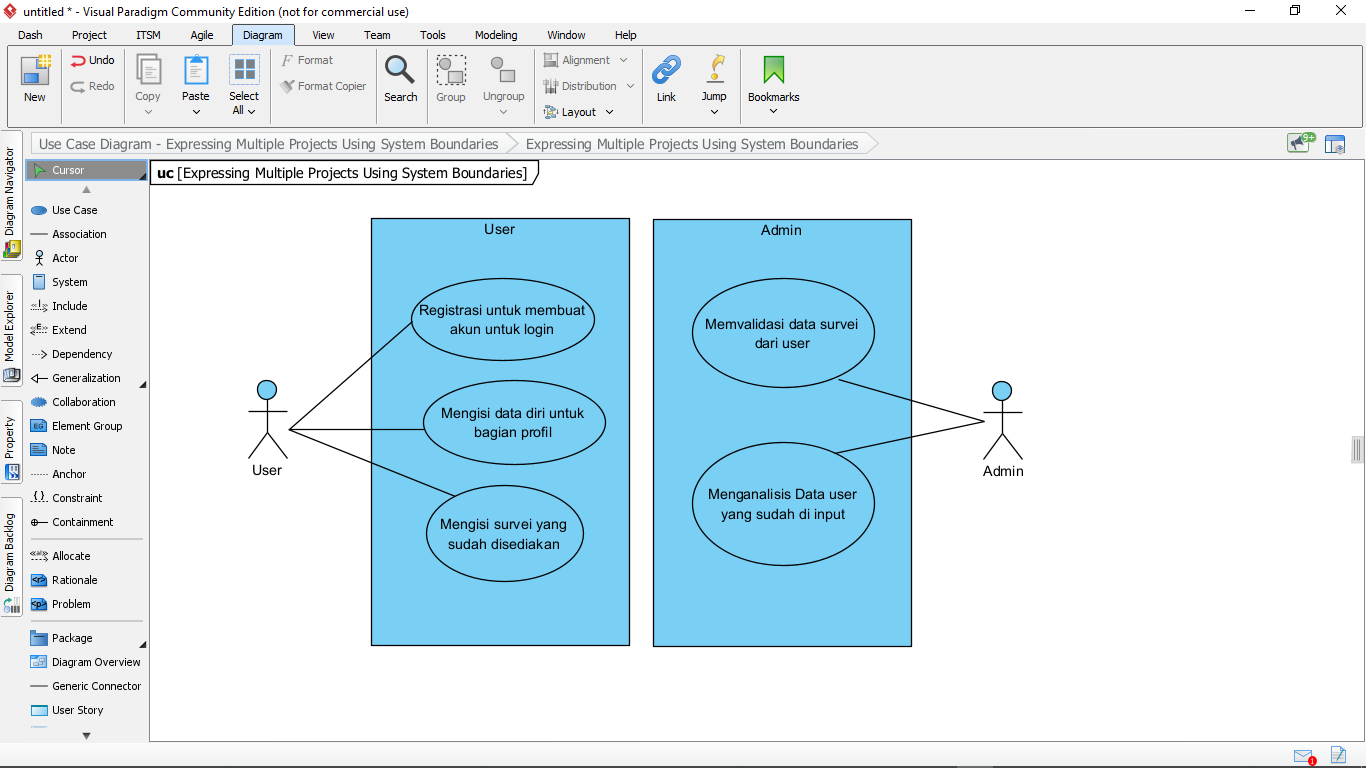 untitled * - Visual Paradigm Community Edition (not for commercial use)
Dash Project ITSM Agile Diagram View Team Tools Modeling Window Help
New
Undo
Redo
Copy
Paste
Select
All
Format
Format Copier
Search
Group
Ungroup
Alignment
Distribution
Layout
Link
Jump
Bookmarks
Use Case Diagram - Expressing Multiple Projects Using System Boundaries
Expressing Multiple Projects Using System Boundaries
9+
Diagram Navigator
Model Explorer
Property
Diagram Backlog
Cursor
Use Case
Association
Actor
System
Include
Extend
Dependency
Generalization
Collaboration
EG
Element Group
Note
Anchor
Constraint
Containment
Allocate
Rationale
Problem
Package
Diagram Overview
Generic Connector
User Story
uc [Expressing Multiple Projects Using System Boundaries]
User
Registrasi untuk membuat
akun untuk login
Mengisi data diri untuk
bagian profil
Mengisi survei yang
sudah disediakan
User
Admin
Memvalidasi data survei
dari user
Menganalisis Data user
yang sudah di input
Admin
1